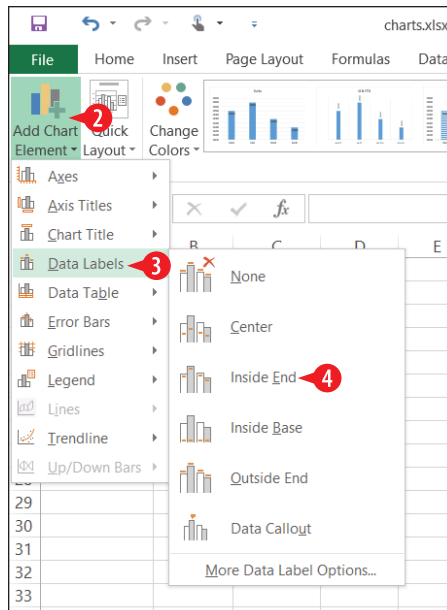 charts.xlsx
File Home Insert Page Layout Formulas Data
Add Chart Element
Quick Layout
Change Colors
2
Axes
Axis Titles
Chart Title
Data Labels 3
Data Table
Error Bars
Gridlines
Legend
Lines
Trendline
Up/Down Bars
fx
B C D E
None
Center
Inside End 4
Inside Base
Outside End
Data Callout
More Data Label Options...
29
30
31
32
33